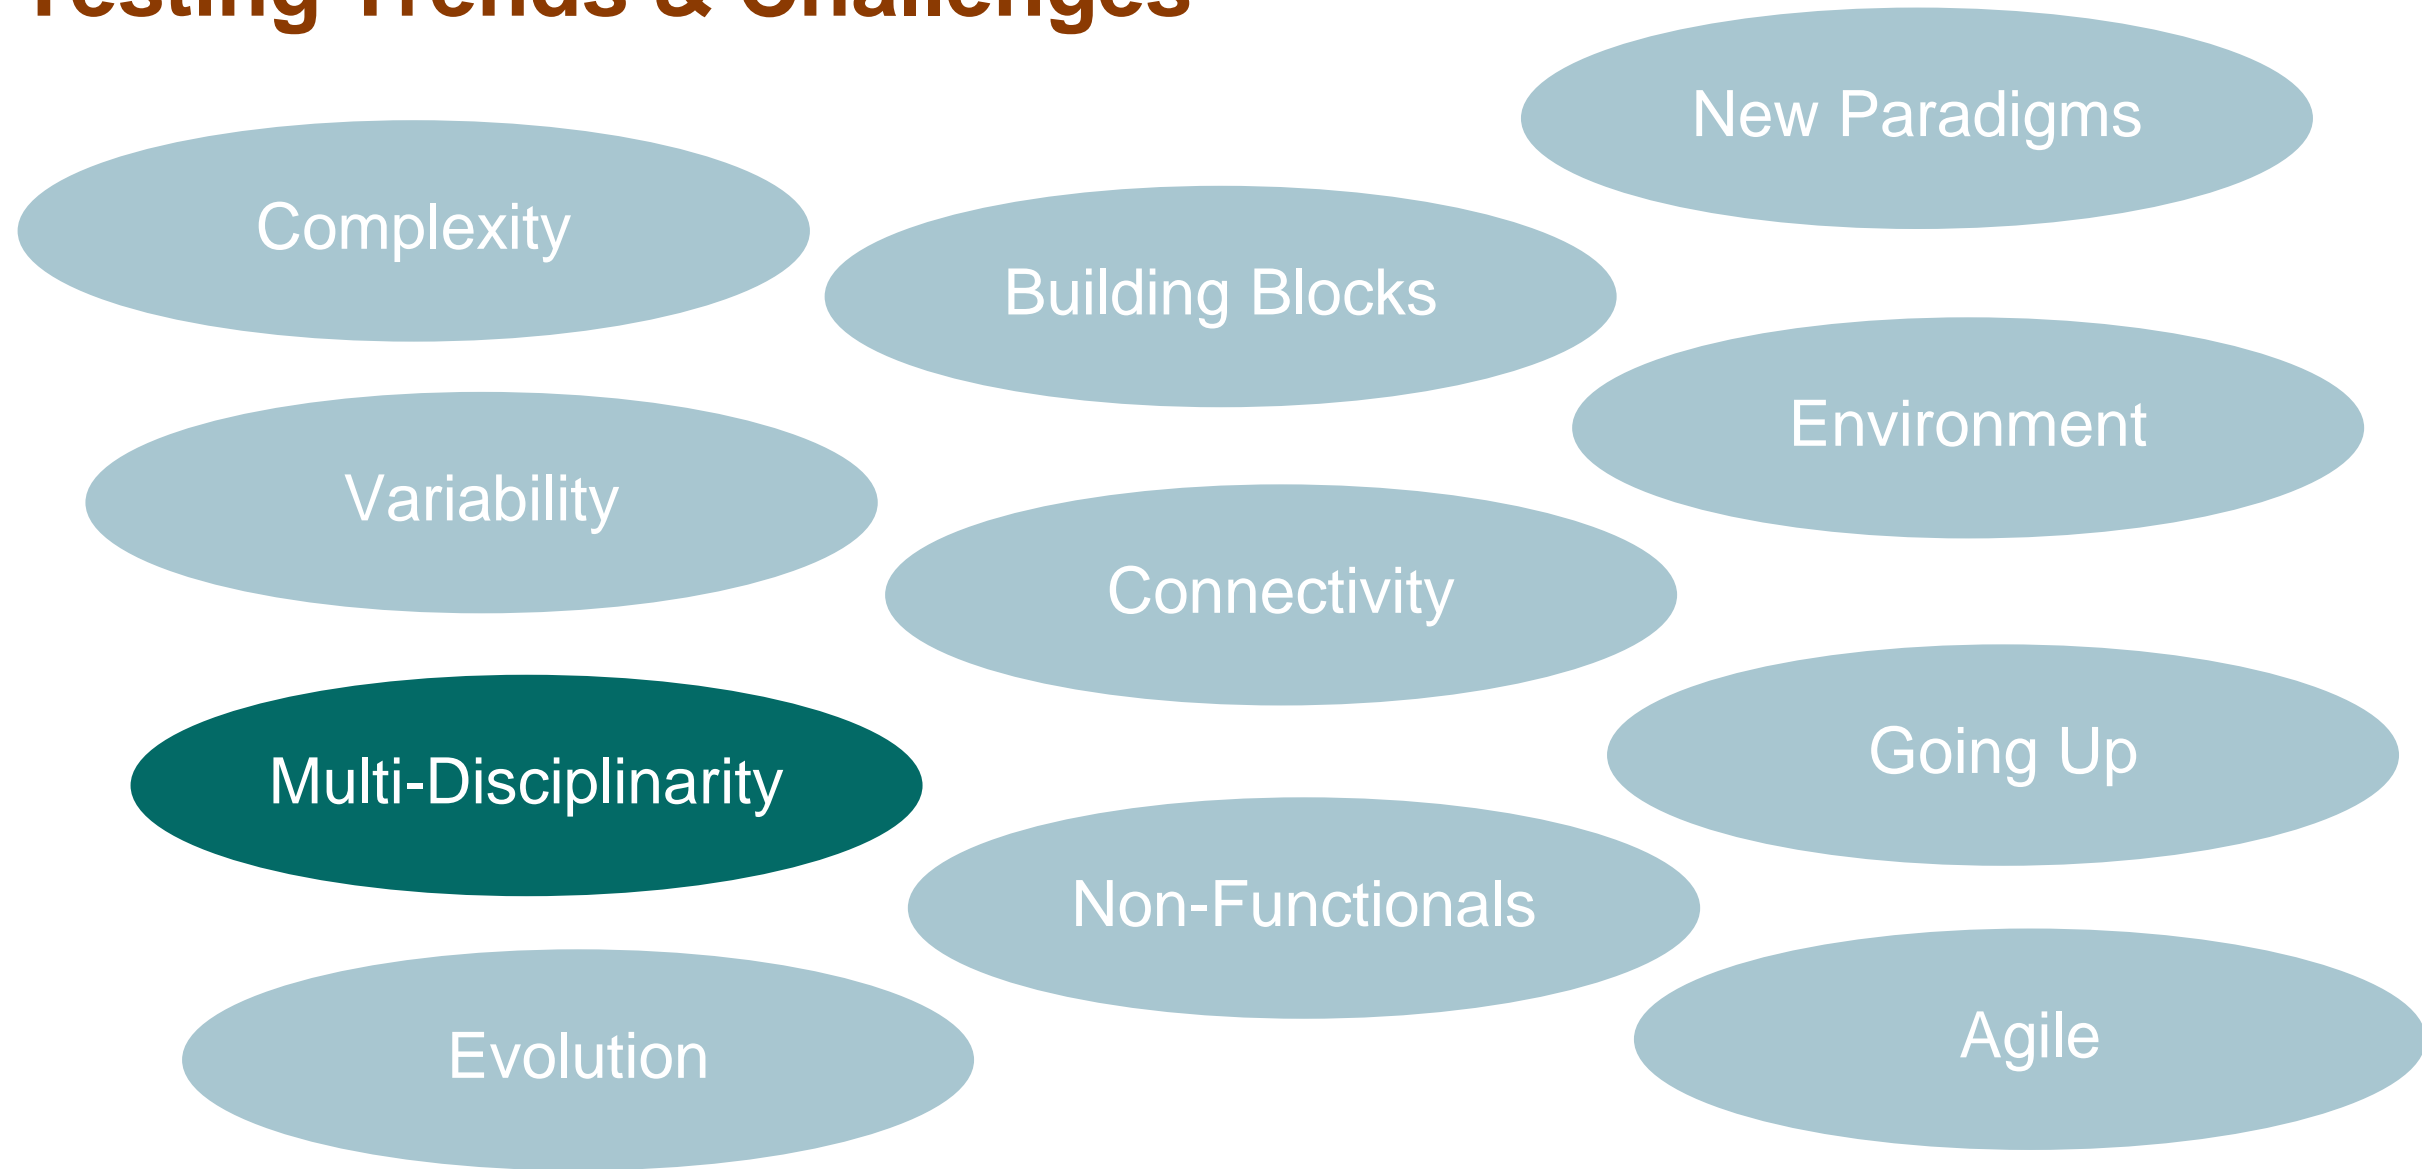 Testing Trends & Challenges
New Paradigms
Complexity
Building Blocks
Environment
Variability
Connectivity
Going Up
Multi-Disciplinarity
Non-Functionals
Agile
Evolution